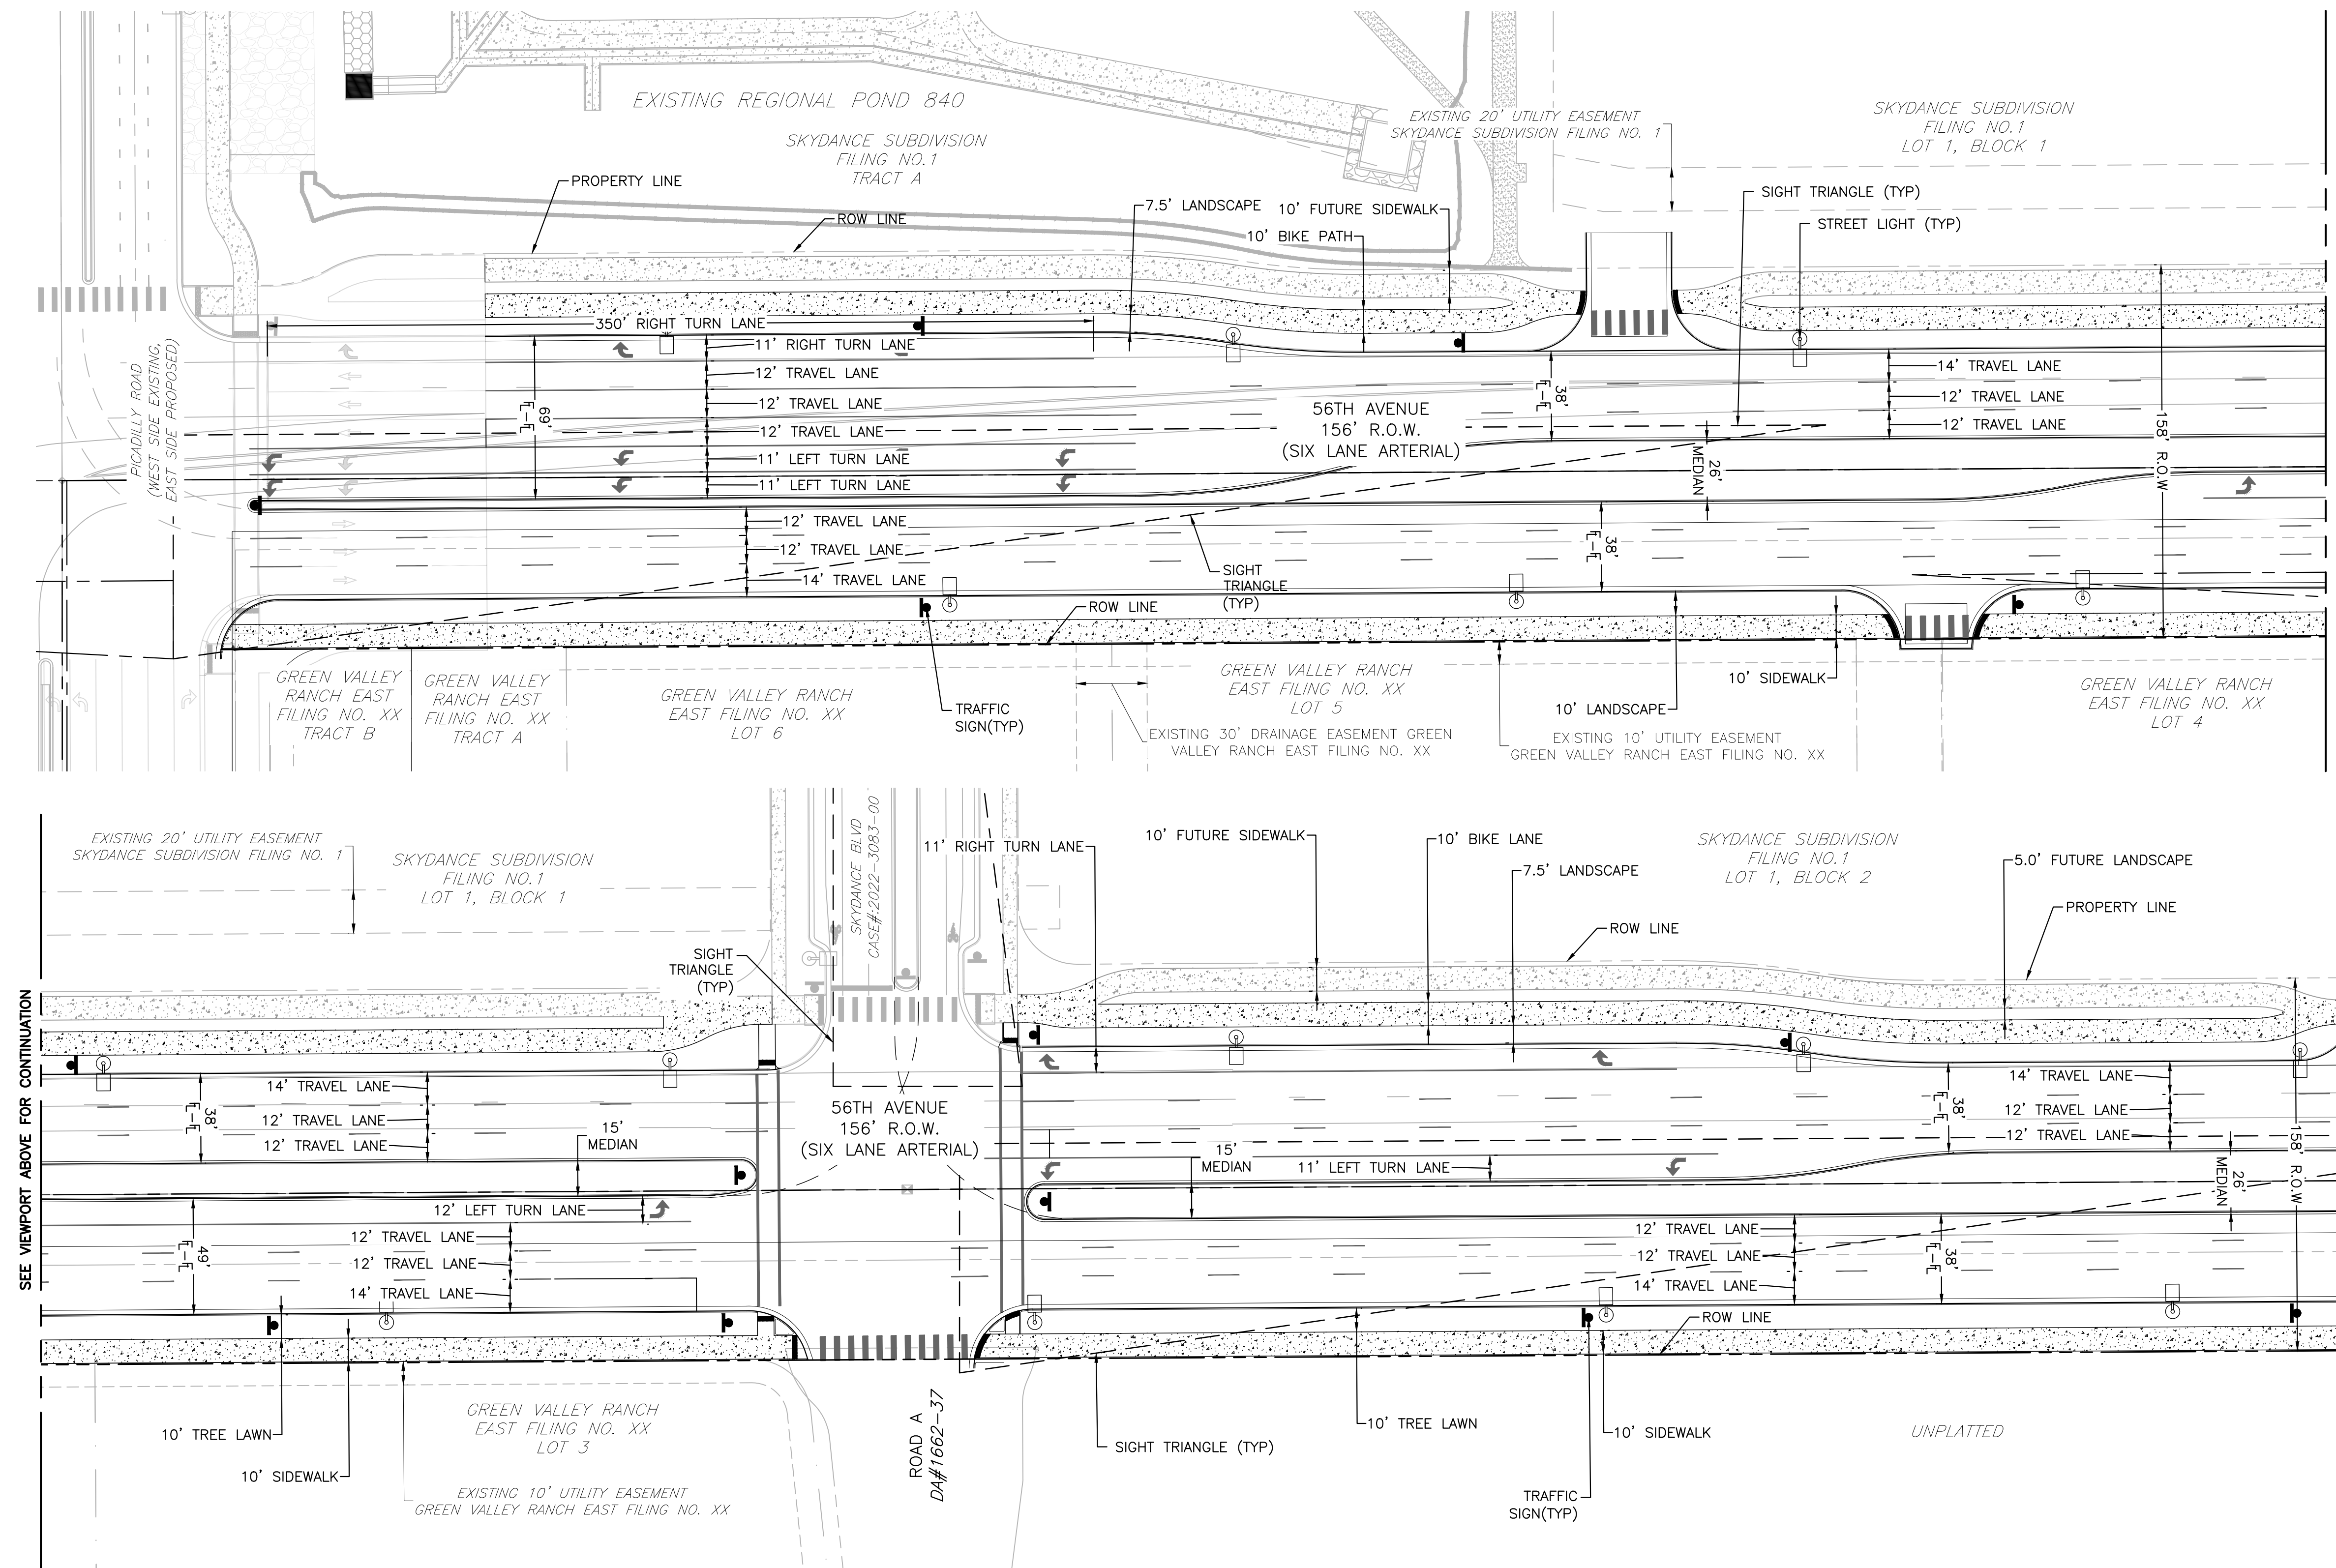 EXISTING REGIONAL POND 840
SKYDANCE SUBDIVISION
FILING NO.1
TRACT A
EXISTING 20' UTILITY EASEMENT
SKYDANCE SUBDIVISION FILING NO. 1
SKYDANCE SUBDIVISION
FILING NO.1
LOT 1, BLOCK 1
PROPERTY LINE
ROW LINE
7.5' LANDSCAPE
10' FUTURE SIDEWALK
10' BIKE PATH
SIGHT TRIANGLE (TYP)
STREET LIGHT (TYP)
350' RIGHT TURN LANE
11' RIGHT TURN LANE
12' TRAVEL LANE
12' TRAVEL LANE
12' TRAVEL LANE
11' LEFT TURN LANE
11' LEFT TURN LANE
69'
F-F
PICADILLY ROAD
(WEST SIDE EXISTING,
EAST SIDE PROPOSED)
56TH AVENUE
156' R.O.W.
(SIX LANE ARTERIAL)
38'
F-F
14' TRAVEL LANE
12' TRAVEL LANE
12' TRAVEL LANE
158' R.O.W
26'
MEDIAN
12' TRAVEL LANE
12' TRAVEL LANE
14' TRAVEL LANE
38'
F-F
SIGHT
TRIANGLE
(TYP)
ROW LINE
GREEN VALLEY
RANCH EAST
FILING NO. XX
TRACT B
GREEN VALLEY
RANCH EAST
FILING NO. XX
TRACT A
GREEN VALLEY RANCH
EAST FILING NO. XX
LOT 6
TRAFFIC
SIGN(TYP)
GREEN VALLEY RANCH
EAST FILING NO. XX
LOT 5
EXISTING 30' DRAINAGE EASEMENT GREEN
VALLEY RANCH EAST FILING NO. XX
10' LANDSCAPE
10' SIDEWALK
EXISTING 10' UTILITY EASEMENT
GREEN VALLEY RANCH EAST FILING NO. XX
GREEN VALLEY RANCH
EAST FILING NO. XX
LOT 4
SEE VIEWPORT ABOVE FOR CONTINUATION
EXISTING 20' UTILITY EASEMENT
SKYDANCE SUBDIVISION FILING NO. 1
SKYDANCE SUBDIVISION
FILING NO.1
LOT 1, BLOCK 1
SIGHT
TRIANGLE
(TYP)
SKYDANCE BLVD
CASE#:2022-3083-00
11' RIGHT TURN LANE
10' FUTURE SIDEWALK
10' BIKE LANE
7.5' LANDSCAPE
SKYDANCE SUBDIVISION
FILING NO.1
LOT 1, BLOCK 2
5.0' FUTURE LANDSCAPE
PROPERTY LINE
ROW LINE
14' TRAVEL LANE
12' TRAVEL LANE
12' TRAVEL LANE
38'
F-F
15'
MEDIAN
12' LEFT TURN LANE
12' TRAVEL LANE
12' TRAVEL LANE
14' TRAVEL LANE
49'
F-F
56TH AVENUE
156' R.O.W.
(SIX LANE ARTERIAL)
15'
MEDIAN
11' LEFT TURN LANE
38'
F-F
14' TRAVEL LANE
12' TRAVEL LANE
12' TRAVEL LANE
158' R.O.W
26'
MEDIAN
12' TRAVEL LANE
12' TRAVEL LANE
14' TRAVEL LANE
38'
F-F
ROW LINE
10' TREE LAWN
10' SIDEWALK
GREEN VALLEY RANCH
EAST FILING NO. XX
LOT 3
EXISTING 10' UTILITY EASEMENT
GREEN VALLEY RANCH EAST FILING NO. XX
ROAD A
DA#1662-37
SIGHT TRIANGLE (TYP)
10' TREE LAWN
TRAFFIC
SIGN(TYP)
10' SIDEWALK
UNPLATTED